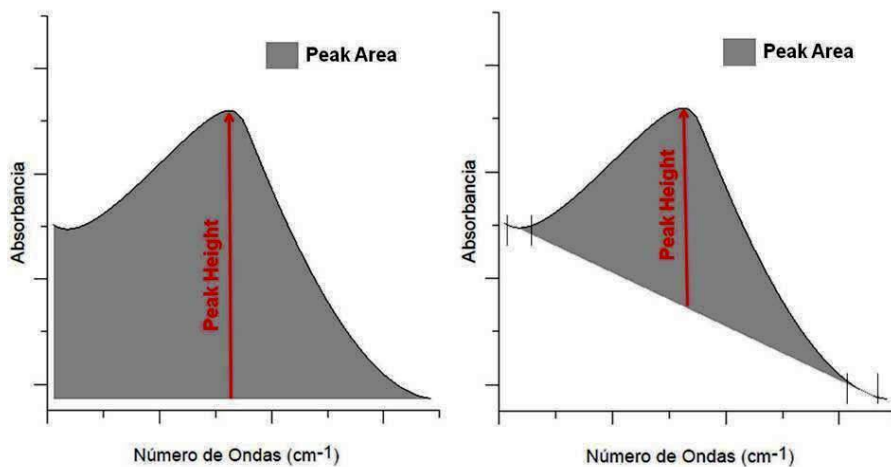 Peak Area
Absorbancia
Peak Height
Número de Ondas (cm-1)
Peak Area
Absorbancia
Peak Height
Número de Ondas (cm-1)